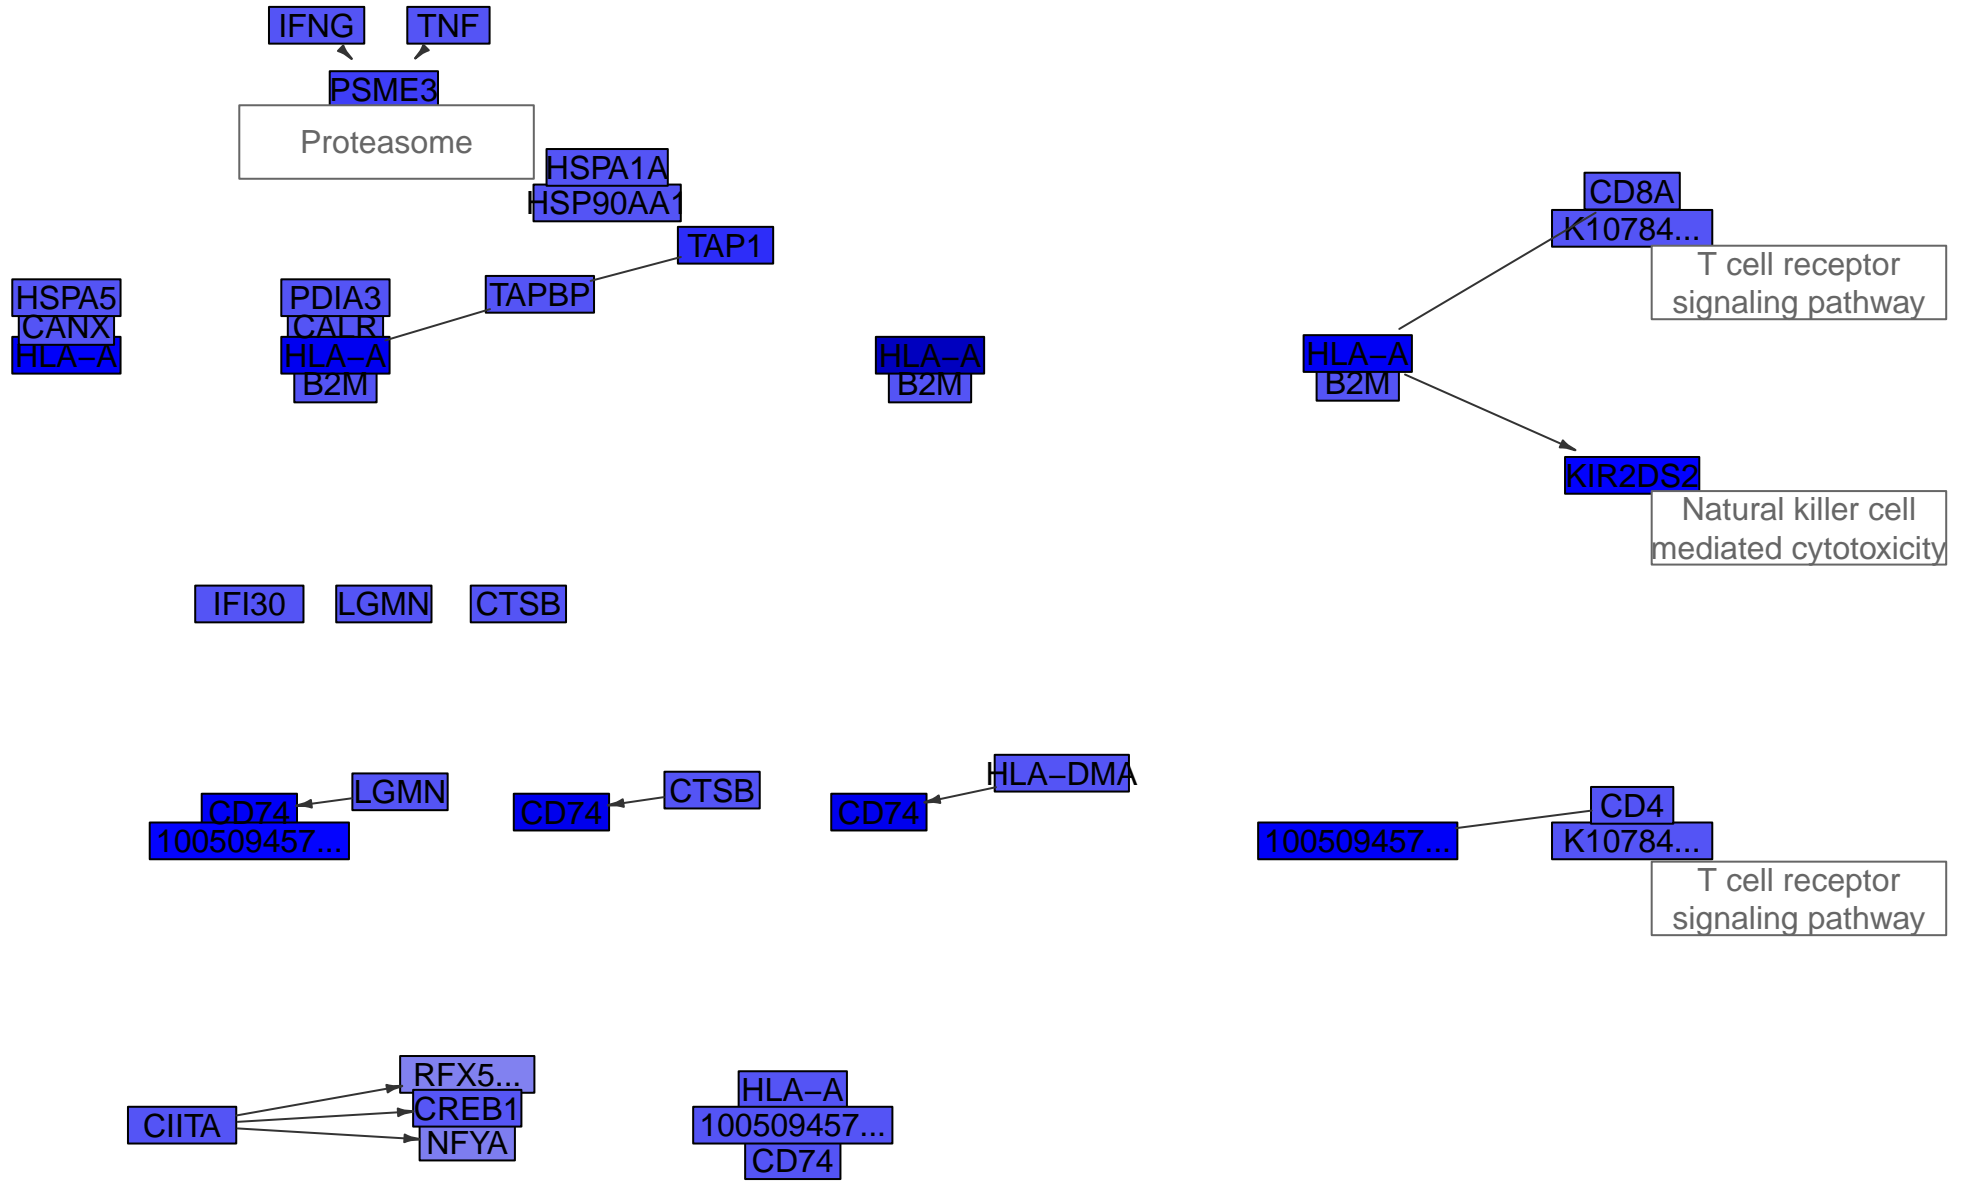 IFNG
TNF
PSME3
Proteasome
HSPA1A
HSP90AA1
TAP1
TAPBP
HSPA5
CANX
HLA−A
PDIA3
CALR
HLA−A
B2M
HLA−A
B2M
HLA−A
B2M
CD8A
K10784...
T cell receptor
signaling pathway
KIR2DS2
Natural killer cell
mediated cytotoxicity
IFI30
LGMN
CTSB
CD74
100509457...
LGMN
CD74
CTSB
CD74
HLA−DMA
100509457...
CD4
K10784...
T cell receptor
signaling pathway
CIITA
RFX5...
CREB1
NFYA
HLA−A
100509457...
CD74